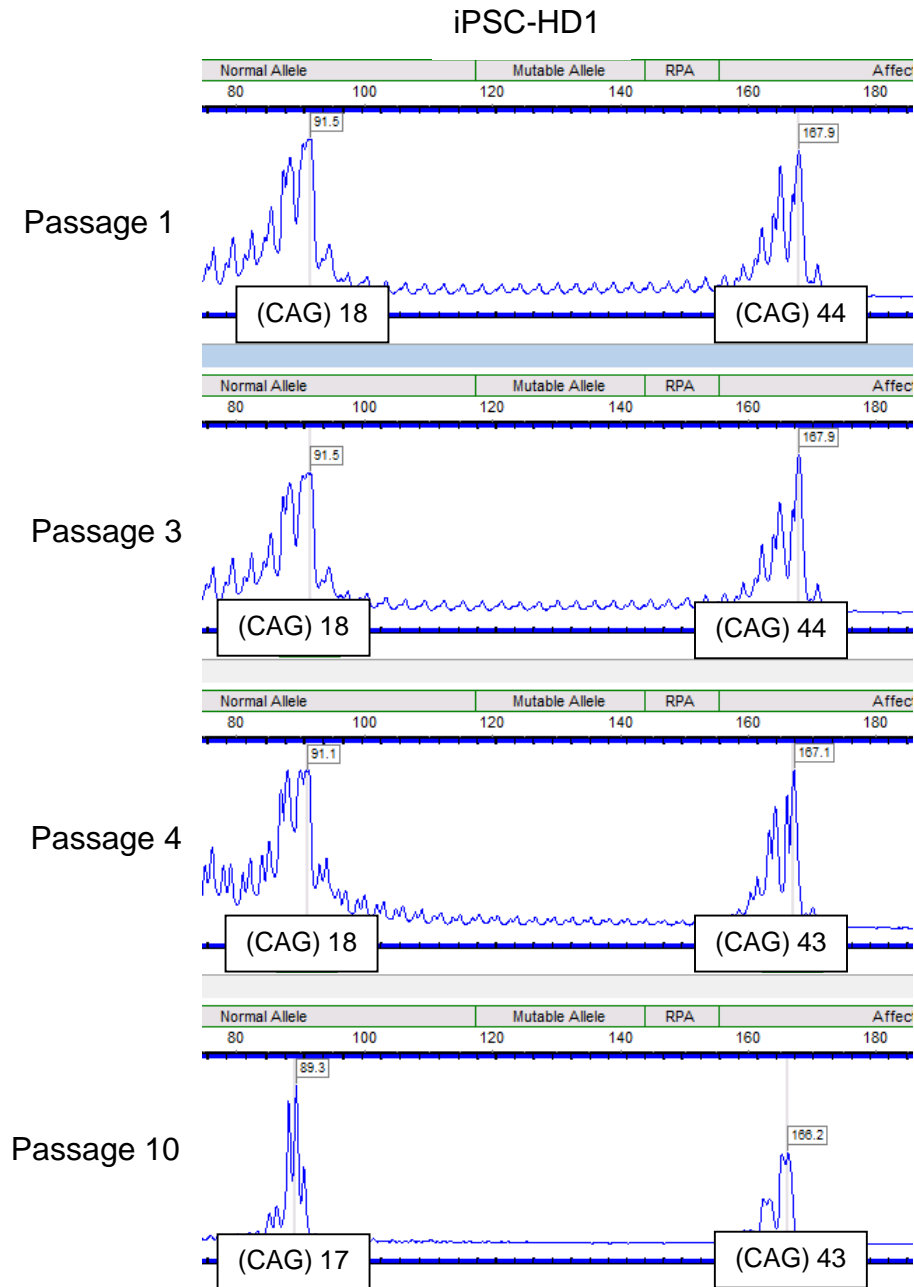 iPSC-HD1
Normal Allele Mutable Allele RPA Affect
80 100 120 140 160 180
91.5 167.9
Passage 1
(CAG) 18 (CAG) 44
Normal Allele Mutable Allele RPA Affect
80 100 120 140 160 180
91.5 167.9
Passage 3
(CAG) 18 (CAG) 44
Normal Allele Mutable Allele RPA Affect
80 100 120 140 160 180
91.1 167.1
Passage 4
(CAG) 18 (CAG) 43
Normal Allele Mutable Allele RPA Affect
80 100 120 140 160 180
89.3
166.2
Passage 10
(CAG) 17 (CAG) 43